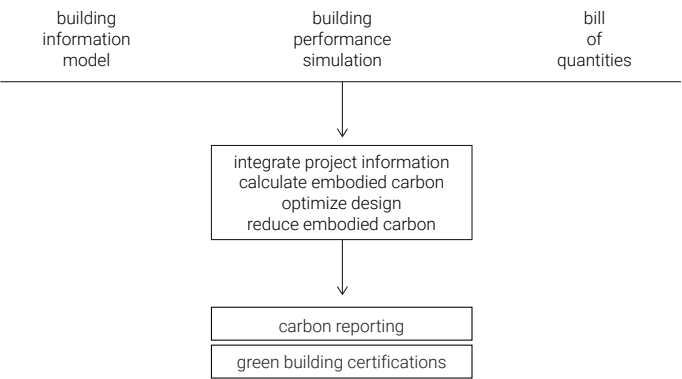 building
information
model
building
performance
simulation
bill
of
quantities
integrate project information
calculate embodied carbon
optimize design
reduce embodied carbon
carbon reporting
green building certifications